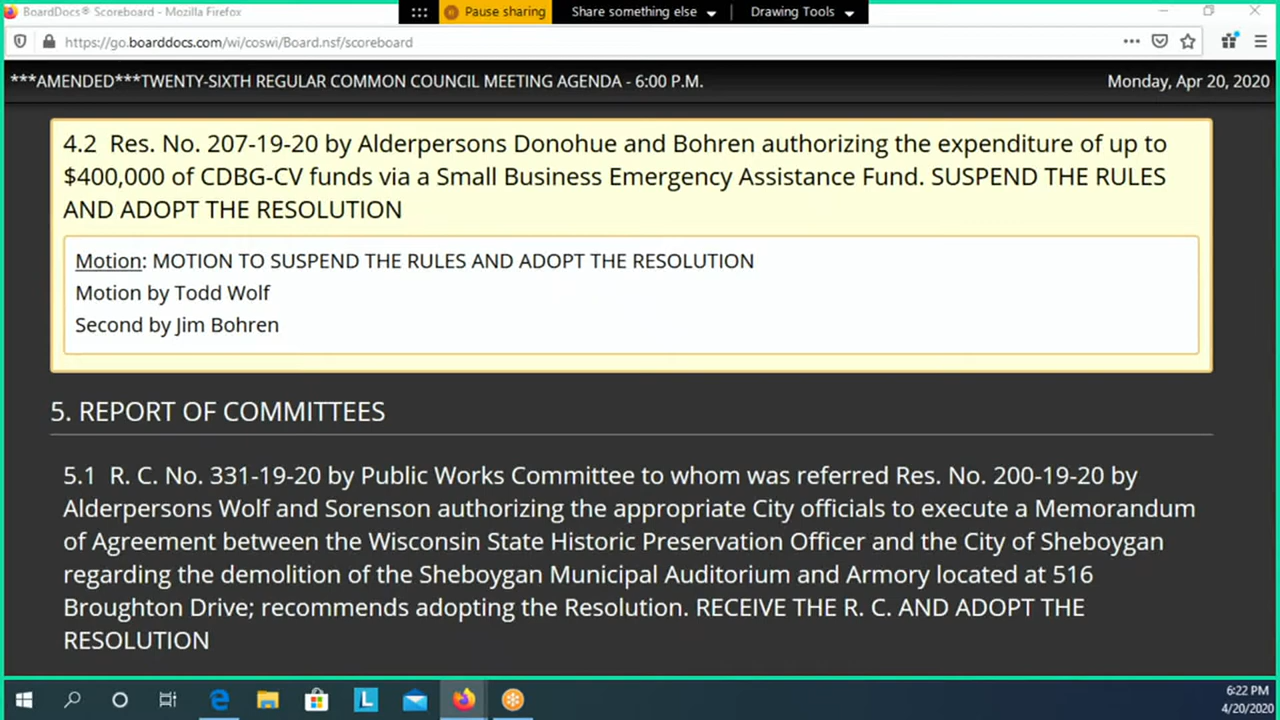 BoardDocs® Scoreboard - Mozilla Firefox
Pause sharing
Share something else
Drawing Tools
https://go.boarddocs.com/wi/coswi/Board.nsf/scoreboard
***AMENDED***TWENTY-SIXTH REGULAR COMMON COUNCIL MEETING AGENDA - 6:00 P.M.
Monday, Apr 20, 2020
4.2 Res. No. 207-19-20 by Alderpersons Donohue and Bohren authorizing the expenditure of up to
$400,000 of CDBG-CV funds via a Small Business Emergency Assistance Fund. SUSPEND THE RULES
AND ADOPT THE RESOLUTION
Motion: MOTION TO SUSPEND THE RULES AND ADOPT THE RESOLUTION
Motion by Todd Wolf
Second by Jim Bohren
5. REPORT OF COMMITTEES
5.1 R. C. No. 331-19-20 by Public Works Committee to whom was referred Res. No. 200-19-20 by
Alderpersons Wolf and Sorenson authorizing the appropriate City officials to execute a Memorandum
of Agreement between the Wisconsin State Historic Preservation Officer and the City of Sheboygan
regarding the demolition of the Sheboygan Municipal Auditorium and Armory located at 516
Broughton Drive; recommends adopting the Resolution. RECEIVE THE R. C. AND ADOPT THE
RESOLUTION
L
6:22 PM
4/20/2020